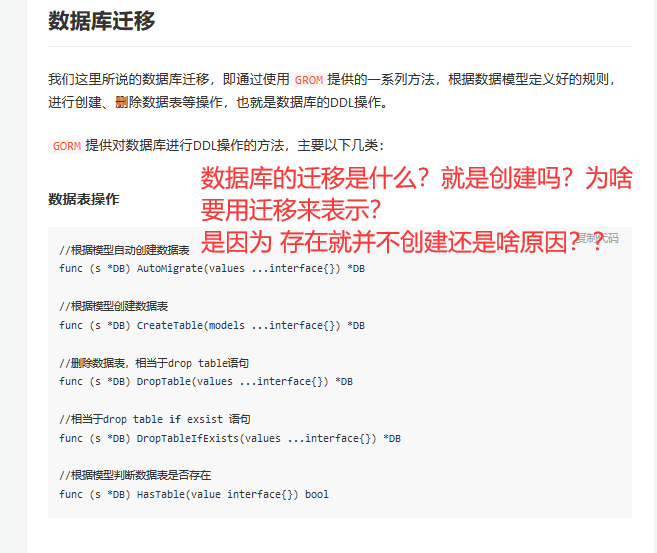 数据库迁移
我们这里所说的数据库迁移，即通过使用 GROM 提供的一系列方法，根据数据模型定义好的规则，
进行创建、删除数据表等操作，也就是数据库的DDL操作。
GORM 提供对数据库进行DDL操作的方法，主要以下几类：
数据库的迁移是什么？就是创建吗？为啥
数据表操作
要用迁移来表示？
是因为 存在就并不创建还是啥原因？？
复制代码
//根据模型自动创建数据表
func (s *DB) AutoMigrate(values ...interface{}) *DB
//根据模型创建数据表
func (s *DB) CreateTable(models ...interface{}) *DB
//删除数据表，相当于drop table语句
func (s *DB) DropTable(values ...interface{}) *DB
//相当于drop table if exsist 语句
func (s *DB) DropTableIfExists(values ...interface{}) *DB
//根据模型判断数据表是否存在
func (s *DB) HasTable(value interface{}) bool